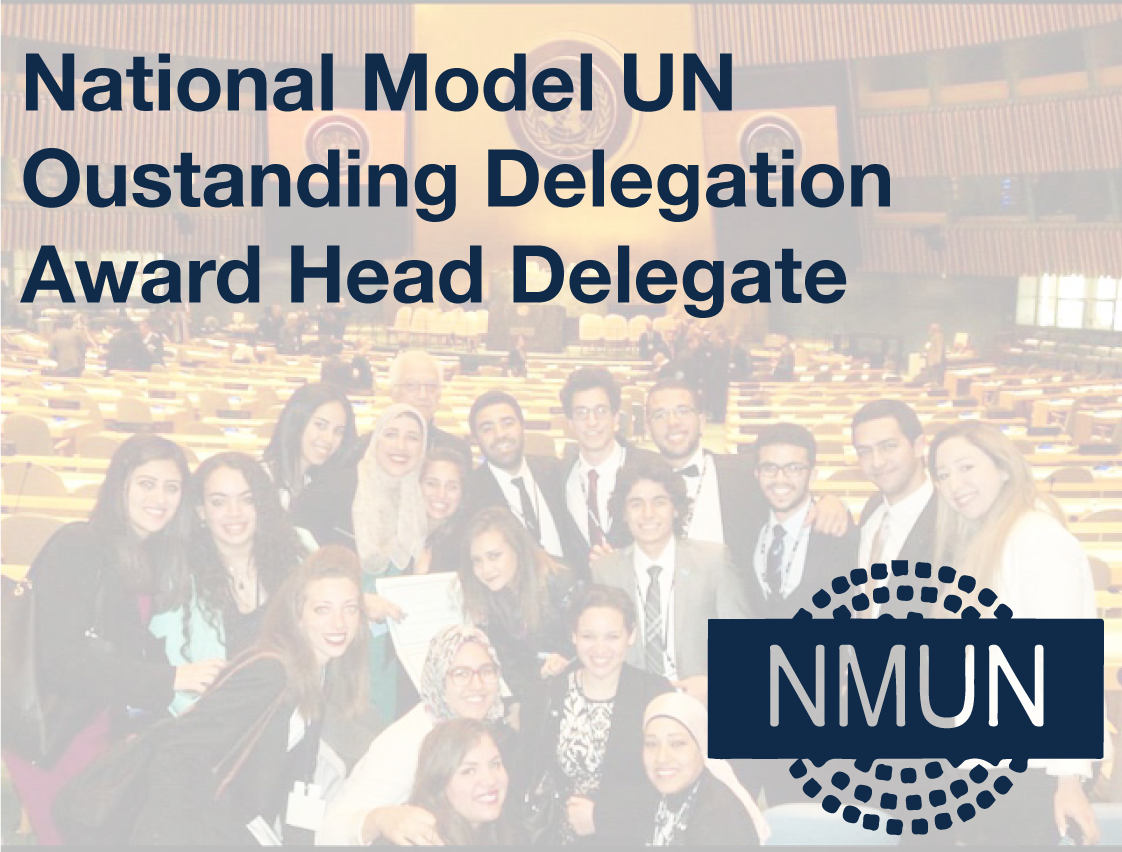 National Model UN
Oustanding Delegation
Award Head Delegate
NMUN